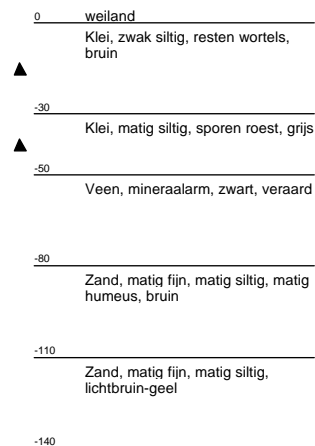 0 weiland
Klei, zwak siltig, resten wortels,
bruin
-30
Klei, matig siltig, sporen roest, grijs
-50
Veen, mineraalarm, zwart, veraard
-80
Zand, matig fijn, matig siltig, matig
humeus, bruin
-110
Zand, matig fijn, matig siltig,
lichtbruin-geel
-140